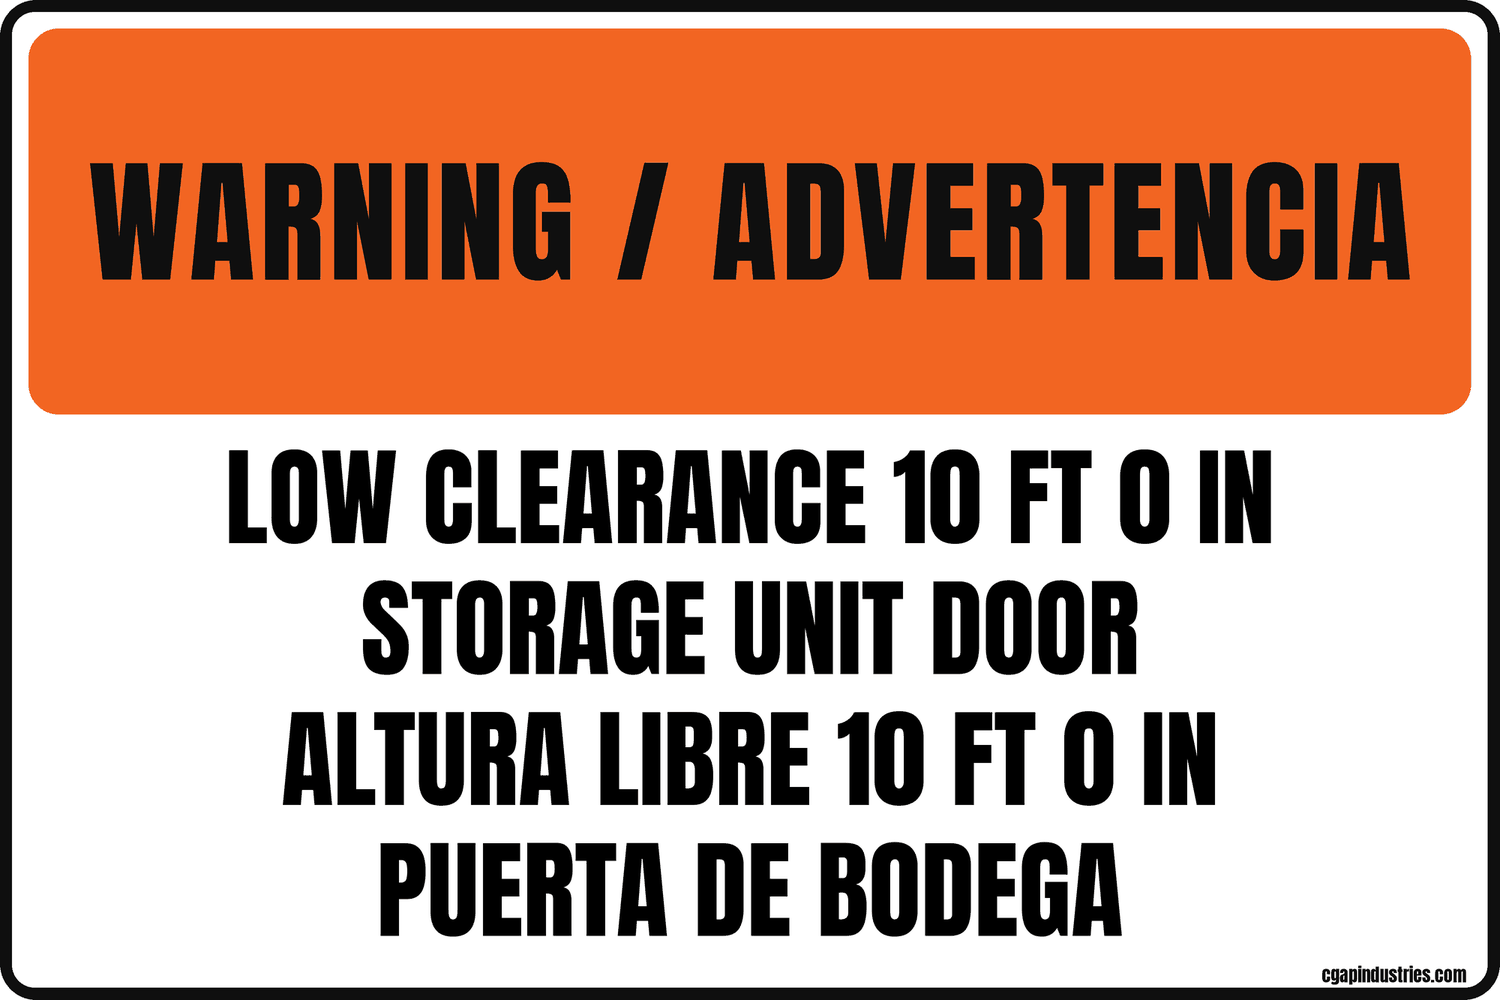 WARNING / ADVERTENCIA
LOW CLEARANCE 10 FT 0 IN
STORAGE UNIT DOOR
ALTURA LIBRE 10 FT 0 IN
PUERTA DE BODEGA
cgapindustries.com